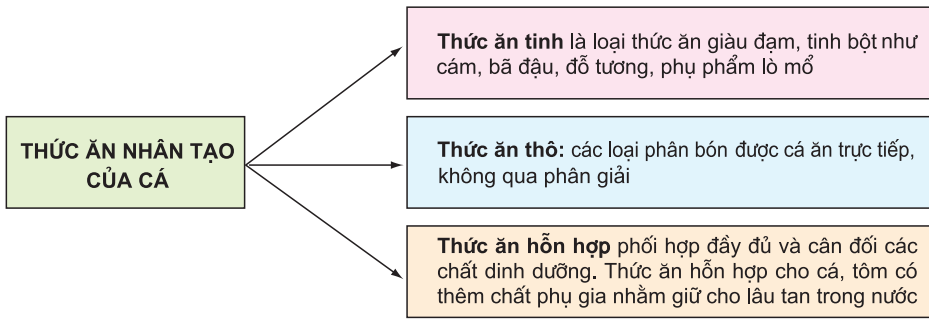 THỨC ĂN NHÂN TẠO
CỦA CÁ
Thức ăn tinh là loại thức ăn giàu đạm, tinh bột như
cám, bã đậu, đỗ tương, phụ phẩm lò mổ
Thức ăn thô: các loại phân bón được cá ăn trực tiếp,
không qua phân giải
Thức ăn hỗn hợp phối hợp đầy đủ và cân đối các
chất dinh dưỡng. Thức ăn hỗn hợp cho cá, tôm có
thêm chất phụ gia nhằm giữ cho lâu tan trong nước